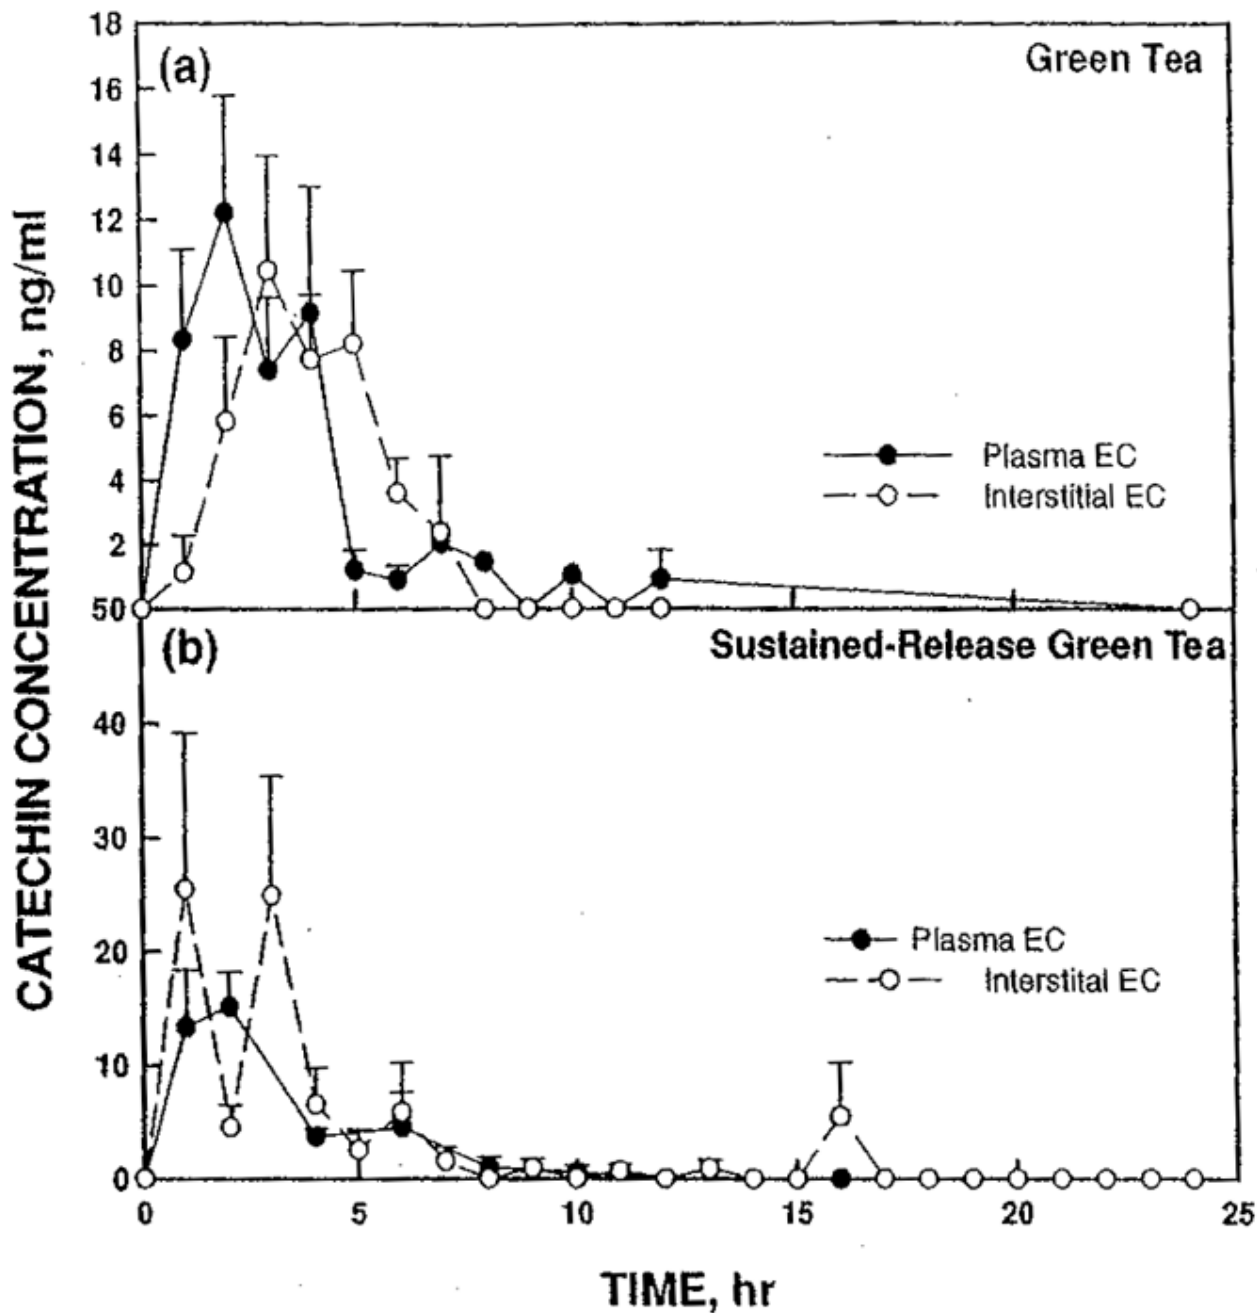 CATECHIN CONCENTRATION, ng/ml
18
16
14
12
10
8
6
4
2
(a)
Green Tea
Plasma EC
Interstitial EC
50
40
30
20
10
0
(b)
Sustained-Release Green Tea
Plasma EC
Interstital EC
0 5 10 15 20 25
TIME, hr